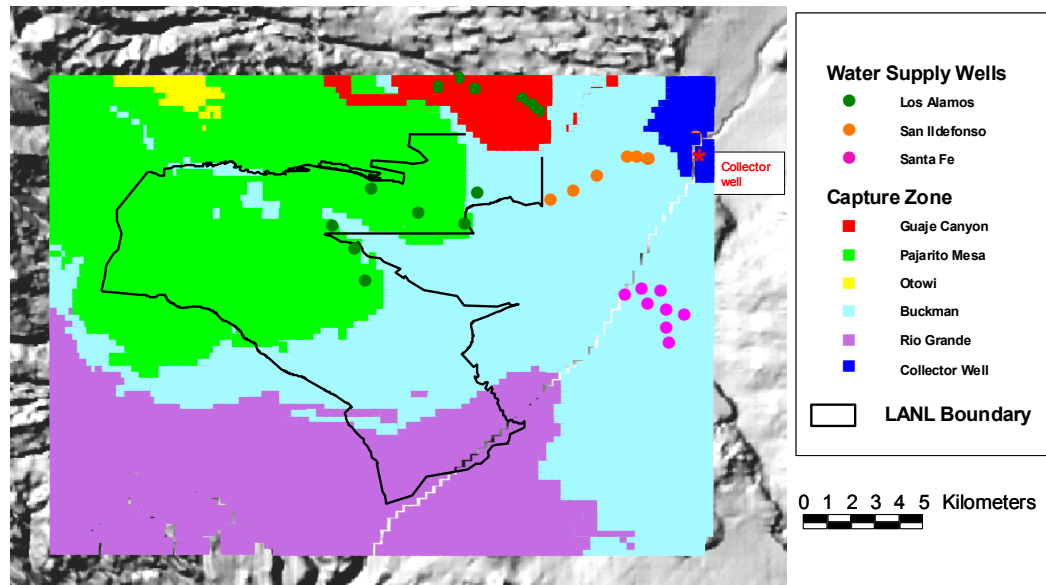 Collector
well
Water Supply Wells
Los Alamos
San Ildefonso
Santa Fe
Capture Zone
Guaje Canyon
Pajarito Mesa
Otowi
Buckman
Rio Grande
Collector Well
LANL Boundary
0 1 2 3 4 5 Kilometers